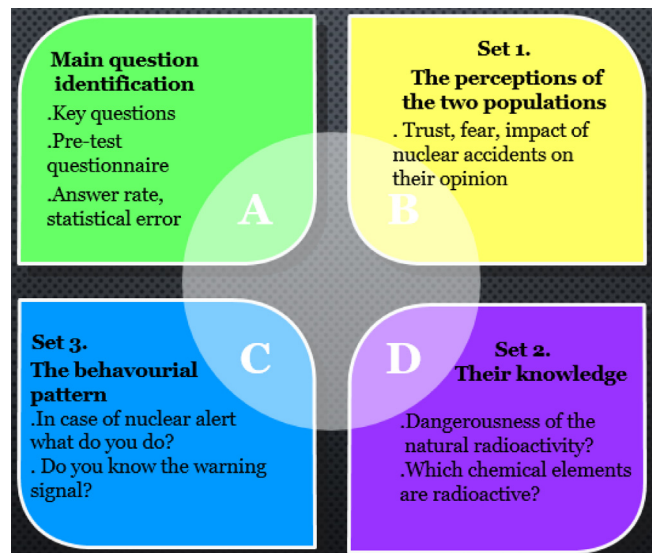 Main question
identification
.Key questions
.Pre-test
questionnaire
.Answer rate,
statistical error
A
Set 1.
The perceptions of
the two populations
. Trust, fear, impact of
nuclear accidents on
their opinion
B
Set 3.
The behavourial
pattern
.In case of nuclear alert
what do you do?
. Do you know the warning
signal?
C
Set 2.
Their knowledge
.Dangerousness of the
natural radioactivity?
.Which chemical elements
are radioactive?
D